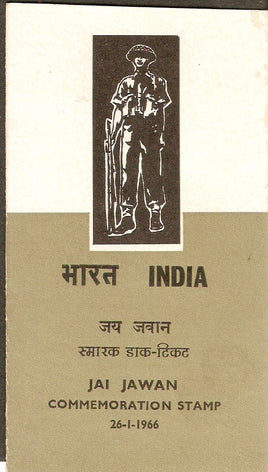 भारत INDIA
जय जवान
स्मारक डाक-टिकट
JAI JAWAN
COMMEMORATION STAMP
26-1-1966